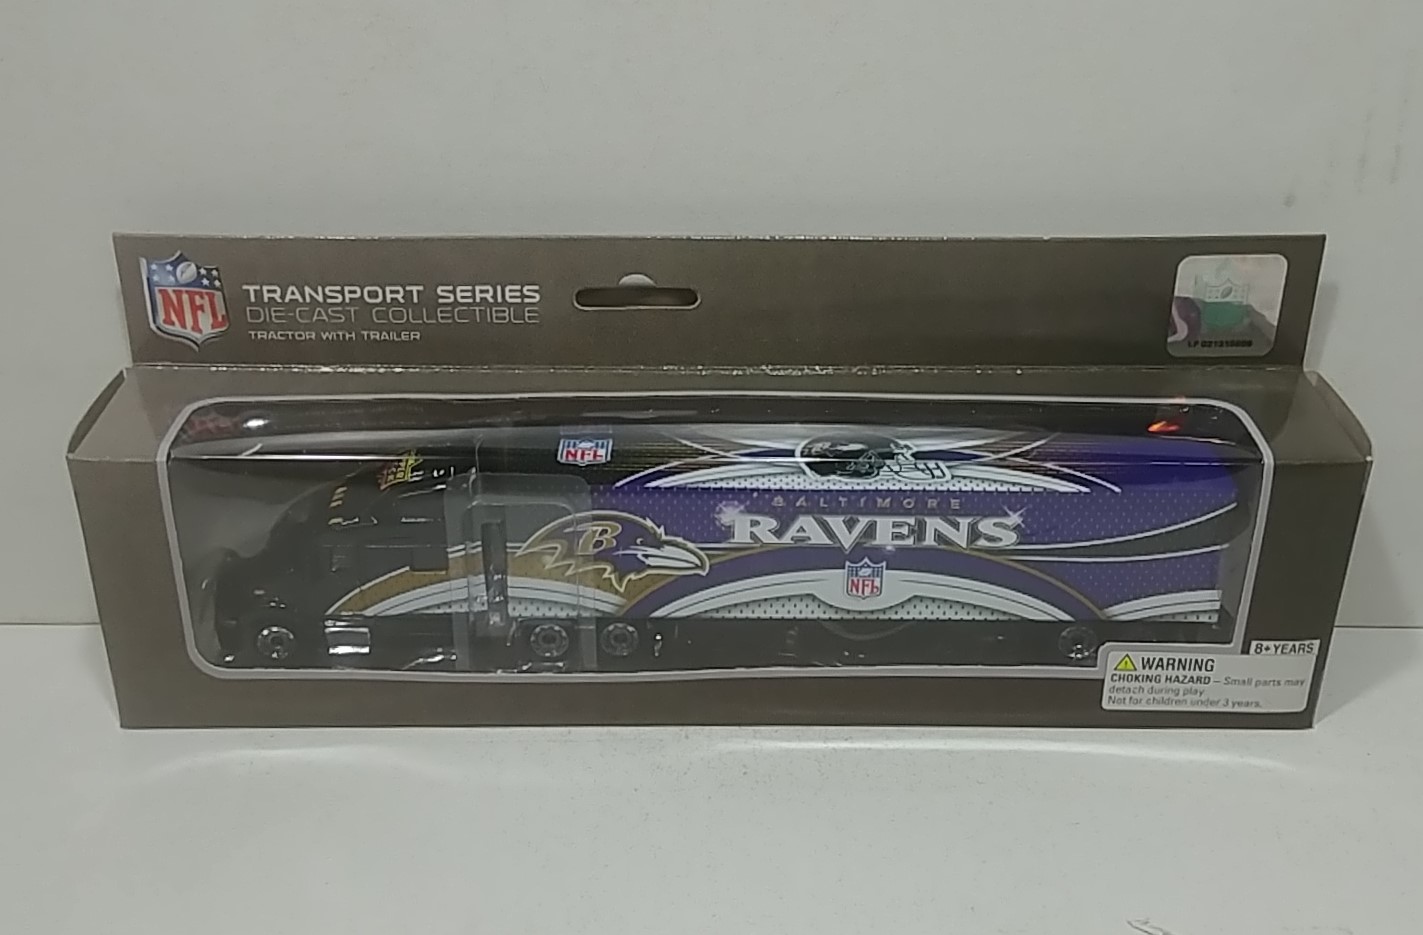 NFL
TRANSPORT SERIES
DIE-CAST COLLECTIBLE
TRACTOR WITH TRAILER
NFL
BALTIMORE
RAVENS
B
NFL
8+ YEARS
WARNING
CHOKING HAZARD – Small parts may
detach during play
Not for children under 3 years.